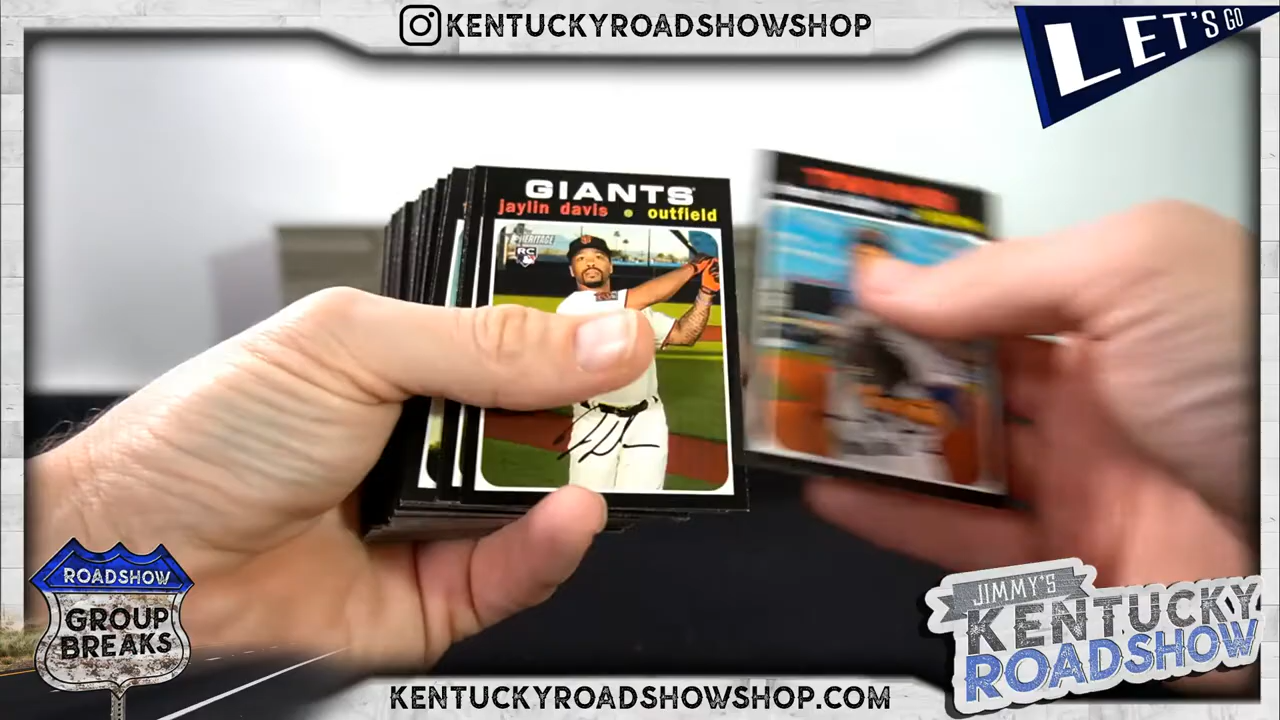 KENTUCKYROADSHOWSHOP
LET'S GO
GIANTS
jaylin davis • outfield
HERITAGE
RC
ROADSHOW
GROUP
BREAKS
JIMMY'S
KENTUCKY
ROADSHOW
KENTUCKYROADSHOWSHOP.COM